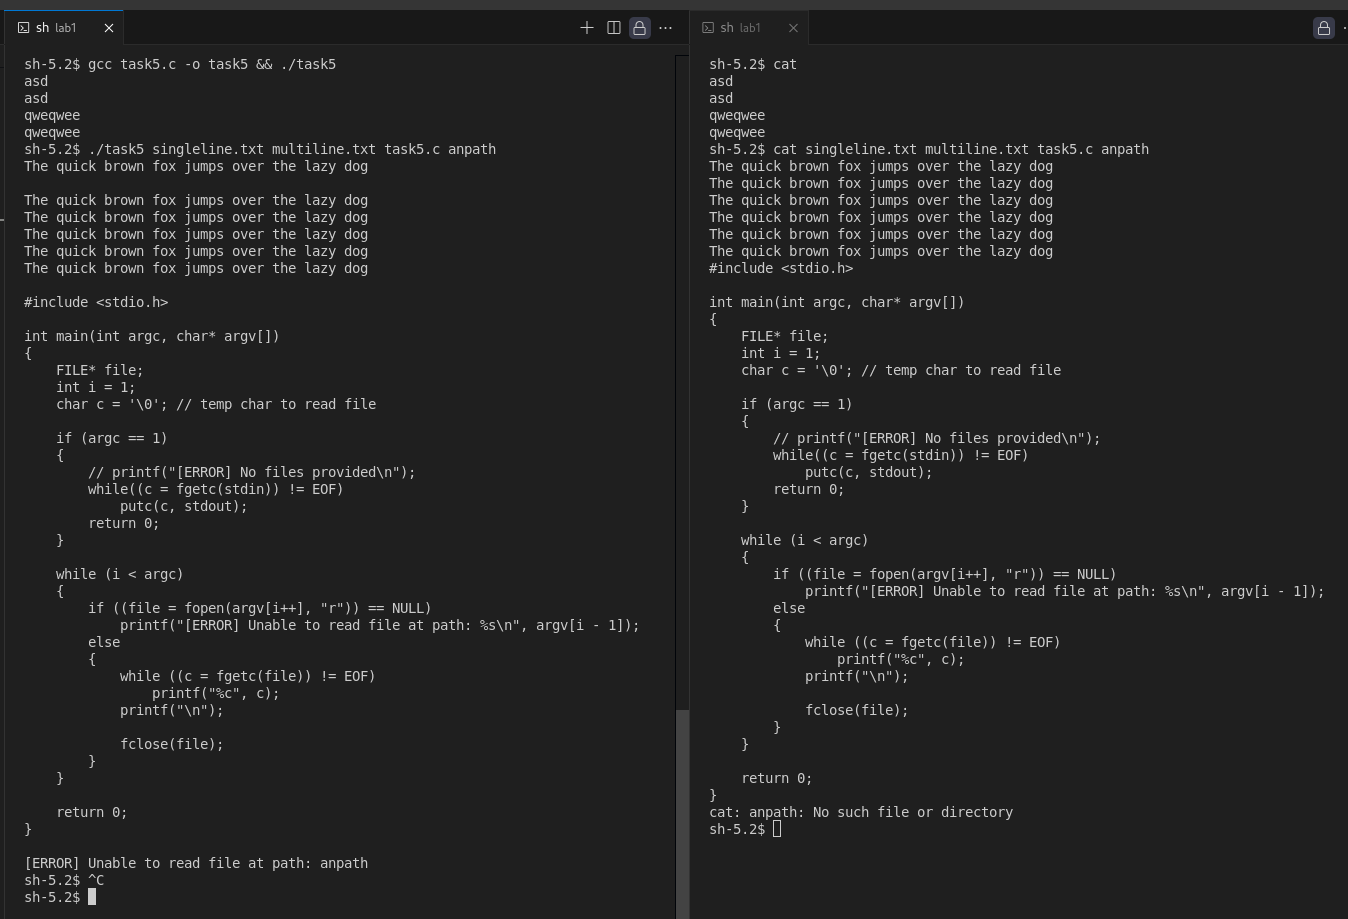 sh lab1
sh-5.2$ gcc task5.c -o task5 && ./task5
asd
asd
qweqwee
qweqwee
sh-5.2$ ./task5 singleline.txt multiline.txt task5.c anpath
The quick brown fox jumps over the lazy dog

The quick brown fox jumps over the lazy dog
The quick brown fox jumps over the lazy dog
The quick brown fox jumps over the lazy dog
The quick brown fox jumps over the lazy dog
The quick brown fox jumps over the lazy dog

#include <stdio.h>

int main(int argc, char* argv[])
{
    FILE* file;
    int i = 1;
    char c = '\0'; // temp char to read file

    if (argc == 1)
    {
        // printf("[ERROR] No files provided\n");
        while((c = fgetc(stdin)) != EOF)
            putc(c, stdout);
        return 0;
    }

    while (i < argc)
    {
        if ((file = fopen(argv[i++], "r")) == NULL)
            printf("[ERROR] Unable to read file at path: %s\n", argv[i - 1]);
        else
        {
            while ((c = fgetc(file)) != EOF)
                printf("%c", c);
            printf("\n");

            fclose(file);
        }
    }

    return 0;
}

[ERROR] Unable to read file at path: anpath
sh-5.2$ ^C
sh-5.2$
sh lab1
sh-5.2$ cat
asd
asd
qweqwee
qweqwee
sh-5.2$ cat singleline.txt multiline.txt task5.c anpath
The quick brown fox jumps over the lazy dog
The quick brown fox jumps over the lazy dog
The quick brown fox jumps over the lazy dog
The quick brown fox jumps over the lazy dog
The quick brown fox jumps over the lazy dog
The quick brown fox jumps over the lazy dog
#include <stdio.h>

int main(int argc, char* argv[])
{
    FILE* file;
    int i = 1;
    char c = '\0'; // temp char to read file

    if (argc == 1)
    {
        // printf("[ERROR] No files provided\n");
        while((c = fgetc(stdin)) != EOF)
            putc(c, stdout);
        return 0;
    }

    while (i < argc)
    {
        if ((file = fopen(argv[i++], "r")) == NULL)
            printf("[ERROR] Unable to read file at path: %s\n", argv[i - 1]);
        else
        {
            while ((c = fgetc(file)) != EOF)
                printf("%c", c);
            printf("\n");

            fclose(file);
        }
    }

    return 0;
}
cat: anpath: No such file or directory
sh-5.2$